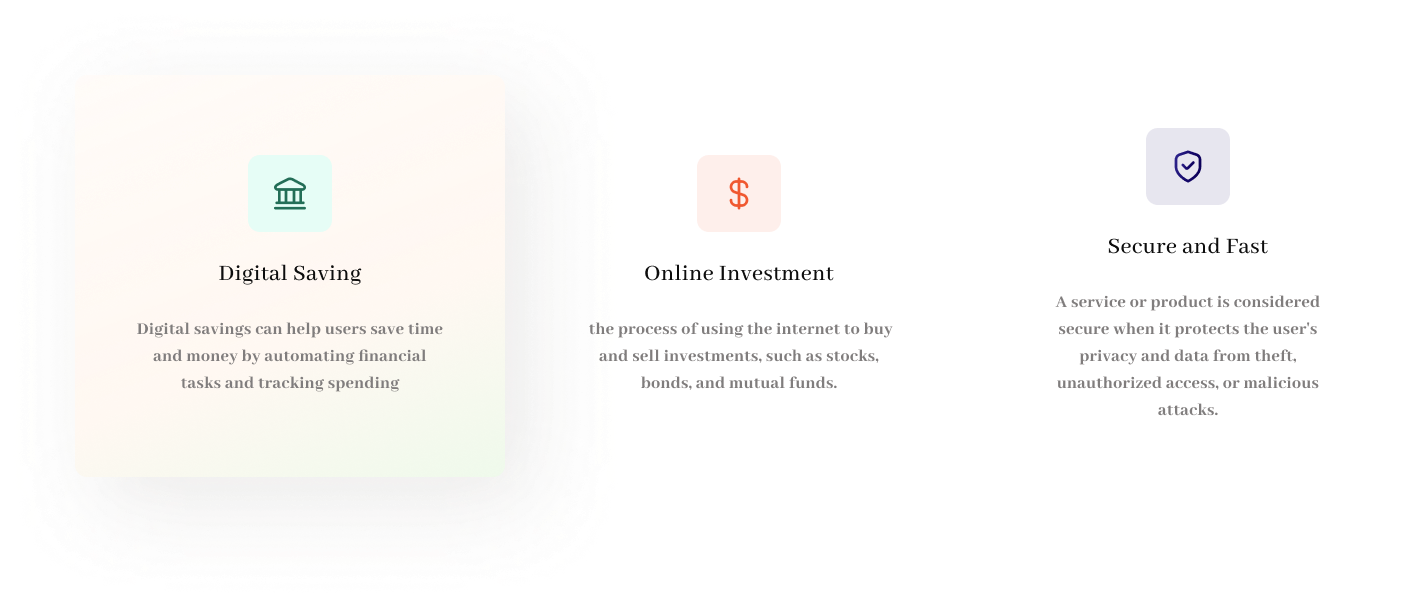 Digital Saving
Digital savings can help users save time
and money by automating financial
tasks and tracking spending
Online Investment
the process of using the internet to buy
and sell investments, such as stocks,
bonds, and mutual funds.
Secure and Fast
A service or product is considered
secure when it protects the user's
privacy and data from theft,
unauthorized access, or malicious
attacks.